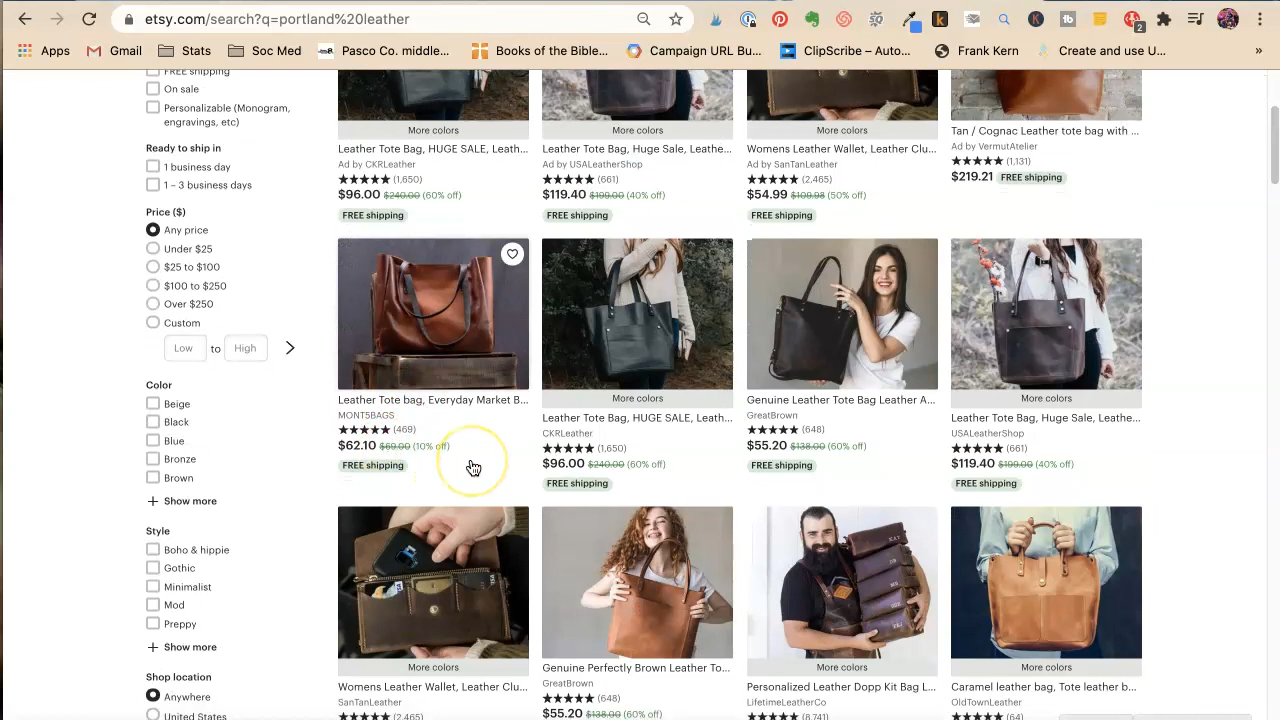 etsy.com/search?q=portland%20leather
Apps
Gmail
Stats
Soc Med
Pasco Co. middle...
Books of the Bible...
Campaign URL Bu...
ClipScribe – Auto...
Frank Kern
Create and use U...
»
FREE shipping
On sale
Personalizable (Monogram,
engravings, etc)
Ready to ship in
1 business day
1 – 3 business days
Price ($)
Any price
Under $25
$25 to $100
$100 to $250
Over $250
Custom
Low to High
Color
Beige
Black
Blue
Bronze
Brown
+ Show more
Style
Boho & hippie
Gothic
Minimalist
Mod
Preppy
+ Show more
Shop location
Anywhere
United States
More colors
Leather Tote Bag, HUGE SALE, Leath...
Ad by CKRLeather
(1,650)
$96.00 $240.00 (60% off)
FREE shipping
More colors
Leather Tote Bag, Huge Sale, Leathe...
Ad by USALeatherShop
(661)
$119.40 $199.00 (40% off)
FREE shipping
More colors
Womens Leather Wallet, Leather Clu...
Ad by SanTanLeather
(2,465)
$54.99 $109.98 (50% off)
FREE shipping
Tan / Cognac Leather tote bag with ...
Ad by VermutAtelier
(1,131)
$219.21 FREE shipping
Leather Tote bag, Everyday Market B...
MONT5BAGS
(469)
$62.10 $69.00 (10% off)
FREE shipping
More colors
Leather Tote Bag, HUGE SALE, Leath...
CKRLeather
(1,650)
$96.00 $240.00 (60% off)
FREE shipping
Genuine Leather Tote Bag Leather A...
GreatBrown
(648)
$55.20 $138.00 (60% off)
FREE shipping
More colors
Leather Tote Bag, Huge Sale, Leathe...
USALeatherShop
(661)
$119.40 $199.00 (40% off)
FREE shipping
More colors
Womens Leather Wallet, Leather Clu...
SanTanLeather
(2,465)
Genuine Perfectly Brown Leather To...
GreatBrown
(648)
$55.20 $138.00 (60% off)
More colors
Personalized Leather Dopp Kit Bag L...
LifetimeLeatherCo
(8,741)
More colors
Caramel leather bag, Tote leather b...
OldTownLeather
(64)